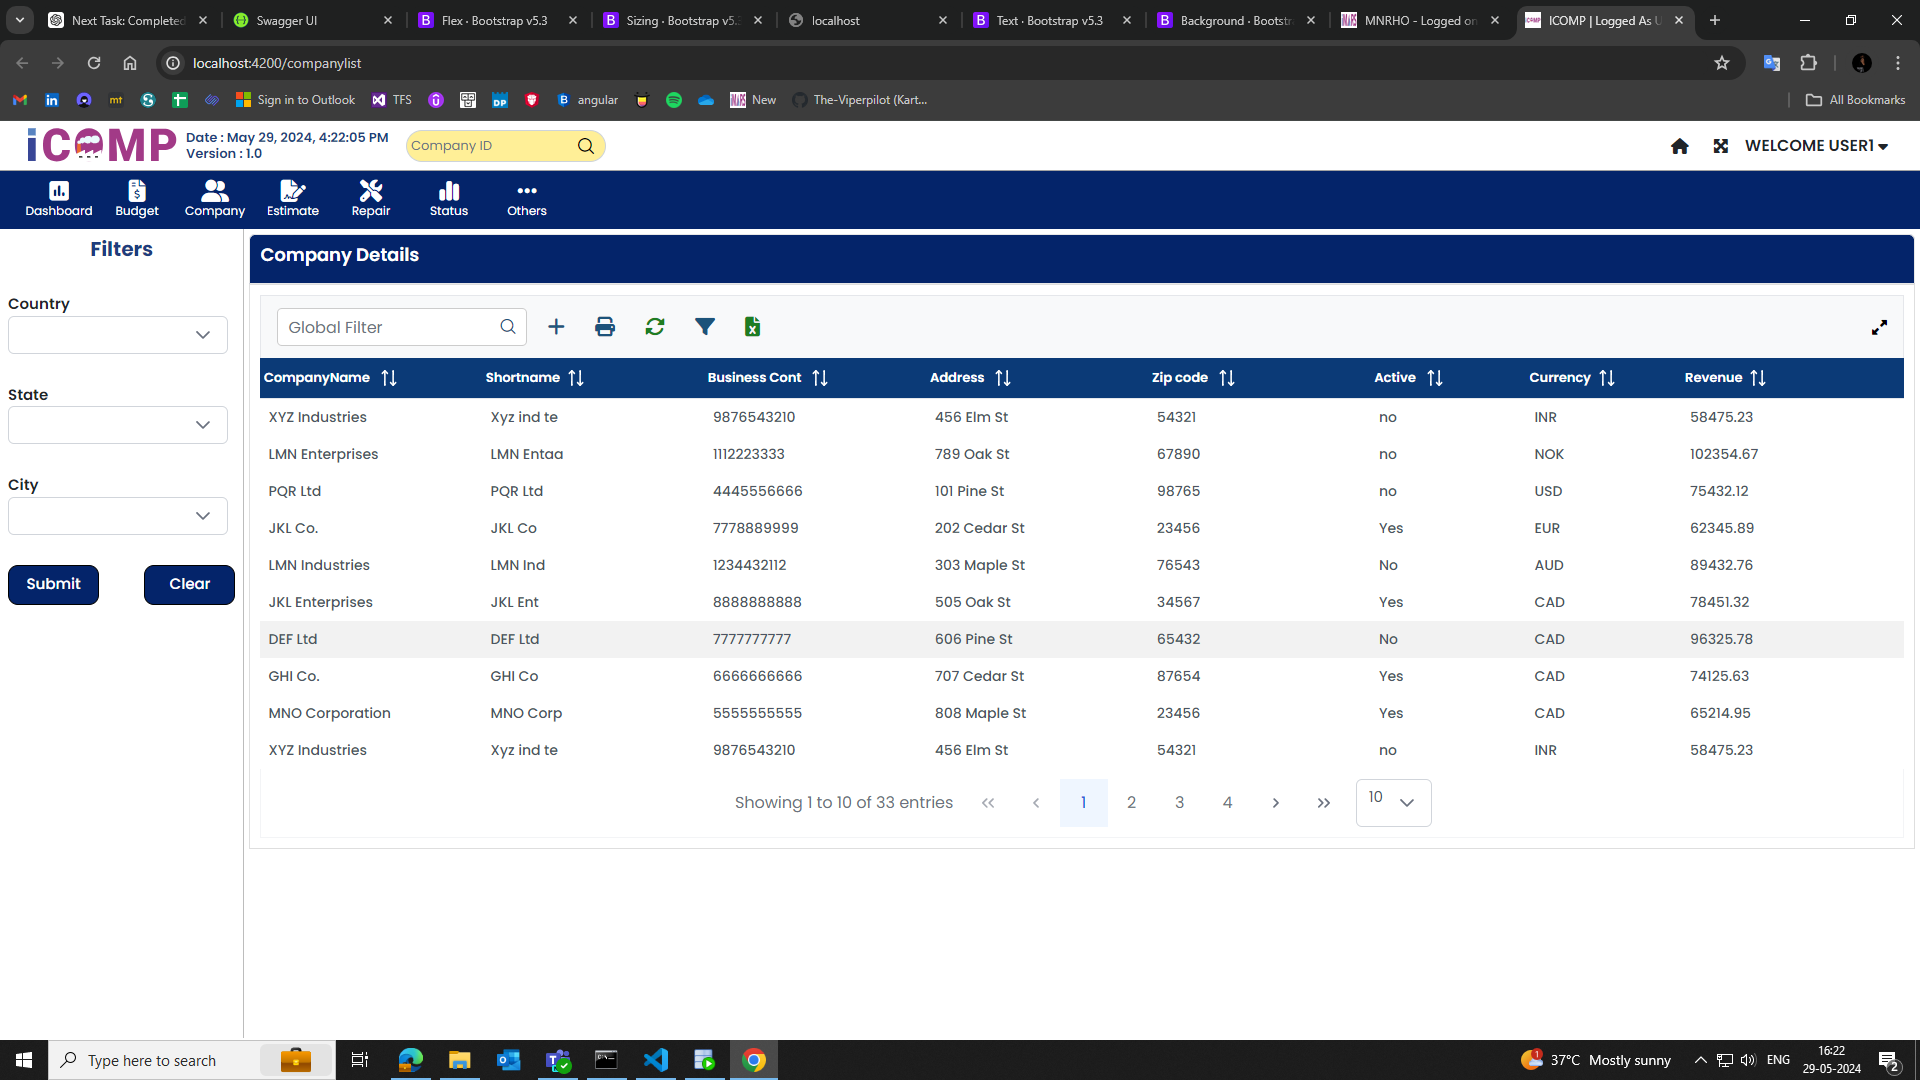 Next Task: Completed
Swagger UI
Flex · Bootstrap v5.3
Sizing · Bootstrap v5.3
localhost
Text · Bootstrap v5.3
Background · Bootstra
MNRHO - Logged on
ICOMP | Logged As U
localhost:4200/companylist
Sign in to Outlook
TFS
angular
New
The-Viperpilot (Kart...
All Bookmarks
iCOMP
Date : May 29, 2024, 4:22:05 PM
Version : 1.0
Company ID
WELCOME USER1
Dashboard Budget Company Estimate Repair Status Others
Filters
Country
State
City
Submit Clear
Company Details
Global Filter
CompanyName Shortname Business Cont Address Zip code Active Currency Revenue
XYZ Industries Xyz ind te 9876543210 456 Elm St 54321 no INR 58475.23
LMN Enterprises LMN Entaa 1112223333 789 Oak St 67890 no NOK 102354.67
PQR Ltd PQR Ltd 4445556666 101 Pine St 98765 no USD 75432.12
JKL Co. JKL Co 7778889999 202 Cedar St 23456 Yes EUR 62345.89
LMN Industries LMN Ind 1234432112 303 Maple St 76543 No AUD 89432.76
JKL Enterprises JKL Ent 8888888888 505 Oak St 34567 Yes CAD 78451.32
DEF Ltd DEF Ltd 7777777777 606 Pine St 65432 No CAD 96325.78
GHI Co. GHI Co 6666666666 707 Cedar St 87654 Yes CAD 74125.63
MNO Corporation MNO Corp 5555555555 808 Maple St 23456 Yes CAD 65214.95
XYZ Industries Xyz ind te 9876543210 456 Elm St 54321 no INR 58475.23
Showing 1 to 10 of 33 entries « ‹ 1 2 3 4 › » 10
Type here to search
37°C Mostly sunny
ENG
16:22
29-05-2024
2